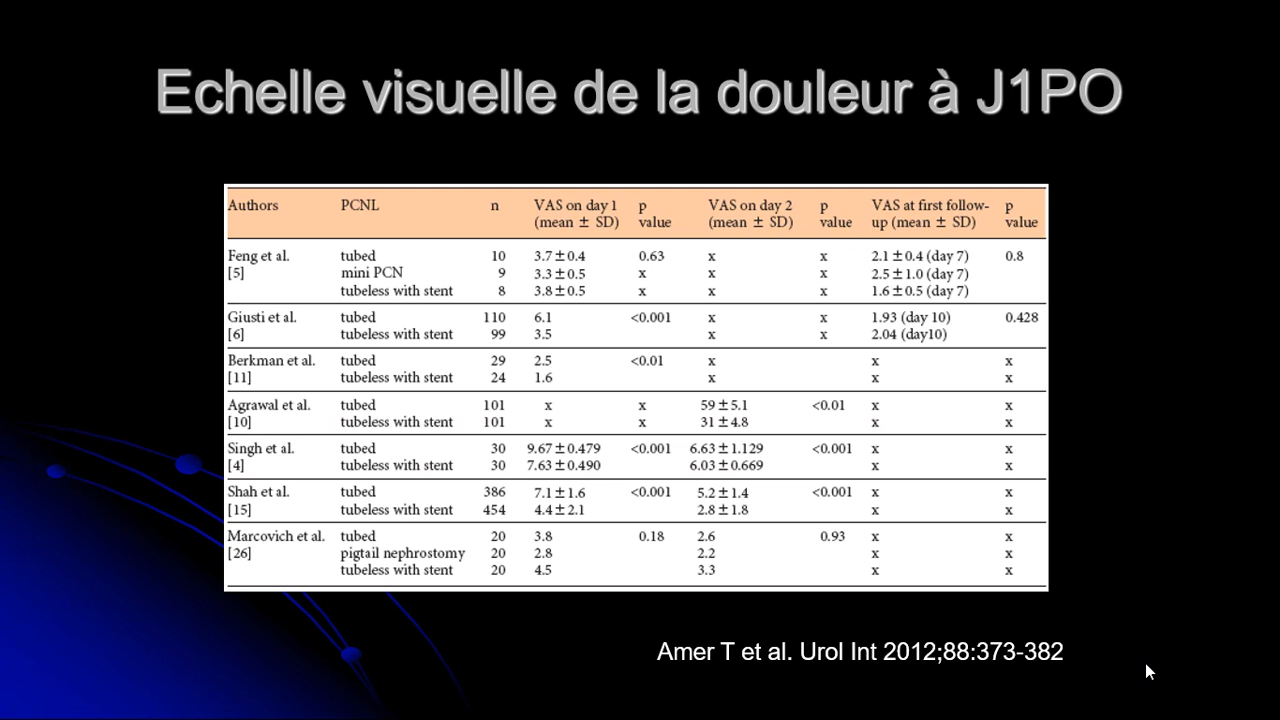 Echelle visuelle de la douleur à J1PO
Authors PCNL n VAS on day 1 (mean ± SD) p value VAS on day 2 (mean ± SD) p value VAS at first follow-up (mean ± SD) p value
Feng et al. tubed 10 3.7 ± 0.4 0.63 x x 2.1 ± 0.4 (day 7) 0.8
[5] mini PCN 9 3.3 ± 0.5 x x x 2.5 ± 1.0 (day 7)
tubeless with stent 8 3.8 ± 0.5 x x x 1.6 ± 0.5 (day 7)
Giusti et al. tubed 110 6.1 <0.001 x x 1.93 (day 10) 0.428
[6] tubeless with stent 99 3.5 x x 2.04 (day10)
Berkman et al. tubed 29 2.5 <0.01 x x x
[11] tubeless with stent 24 1.6 x x x
Agrawal et al. tubed 101 x x 59 ± 5.1 <0.01 x x
[10] tubeless with stent 101 x x 31 ± 4.8 x x
Singh et al. tubed 30 9.67 ± 0.479 <0.001 6.63 ± 1.129 <0.001 x x
[4] tubeless with stent 30 7.63 ± 0.490 6.03 ± 0.669 x x
Shah et al. tubed 386 7.1 ± 1.6 <0.001 5.2 ± 1.4 <0.001 x x
[15] tubeless with stent 454 4.4 ± 2.1 2.8 ± 1.8 x x
Marcovich et al. tubed 20 3.8 0.18 2.6 0.93 x x
[26] pigtail nephrostomy 20 2.8 2.2 x x
tubeless with stent 20 4.5 3.3 x x
Amer T et al. Urol Int 2012;88:373-382